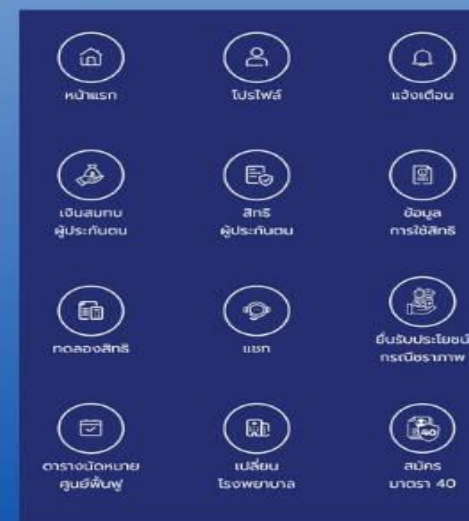 หน้าแรก
โปรไฟล์
แจ้งเตือน
เงินสมทบ
ผู้ประกันตน
สิทธิ
ผู้ประกันตน
ข้อมูล
การใช้สิทธิ
ทดลองสิทธิ
แชท
ยื่นรับประโยชน์
กรณีชราภาพ
ตารางนัดหมาย
ศูนย์ฟื้นฟู
เปลี่ยน
โรงพยาบาล
40
สมัคร
มาตรา 40